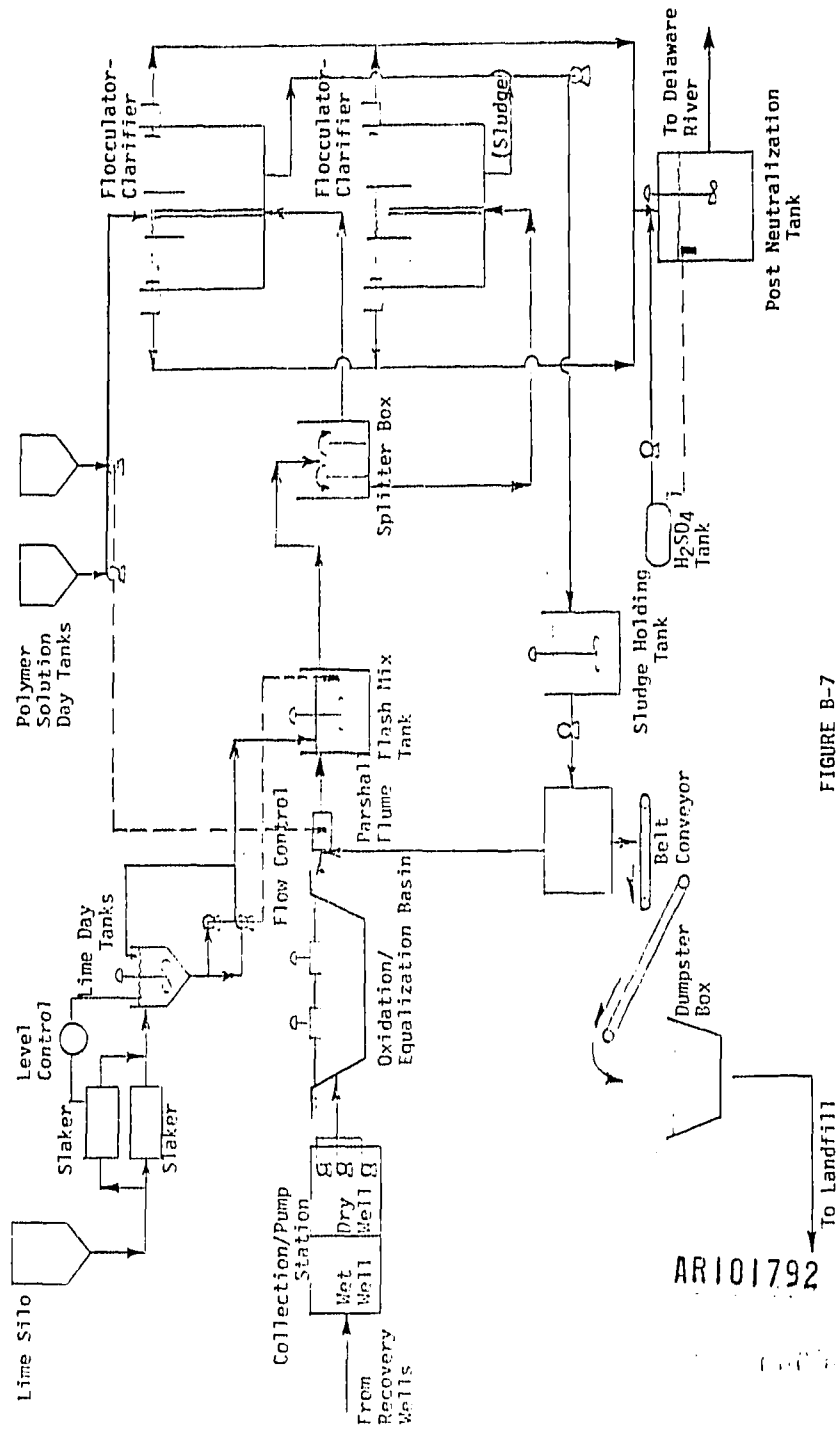 Lime Silo
Slaker
Slaker
Level
Control
Lime Day
Tanks
Polymer
Solution
Day Tanks
Flocculator-
Clarifier
Flocculator-
Clarifier
(Sludge)
Collection/Pump
Station
Wet
Well
Dry
Well
From
Recovery
Wells
Flow Control
Oxidation/
Equalization Basin
Parshall
Flume
Flash Mix
Tank
Splitter Box
To Delaware
River
Post Neutralization
Tank
H2SO4
Tank
Sludge Holding
Tank
Belt
Conveyor
Dumpster
Box
To Landfill
FIGURE B-7
AR101792